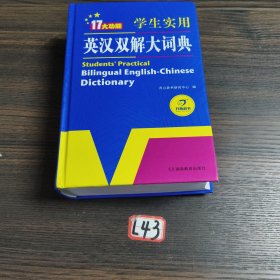 17大功能
学生实用
英汉双解大词典
Students' Practical
Bilingual English-Chinese
Dictionary
L43